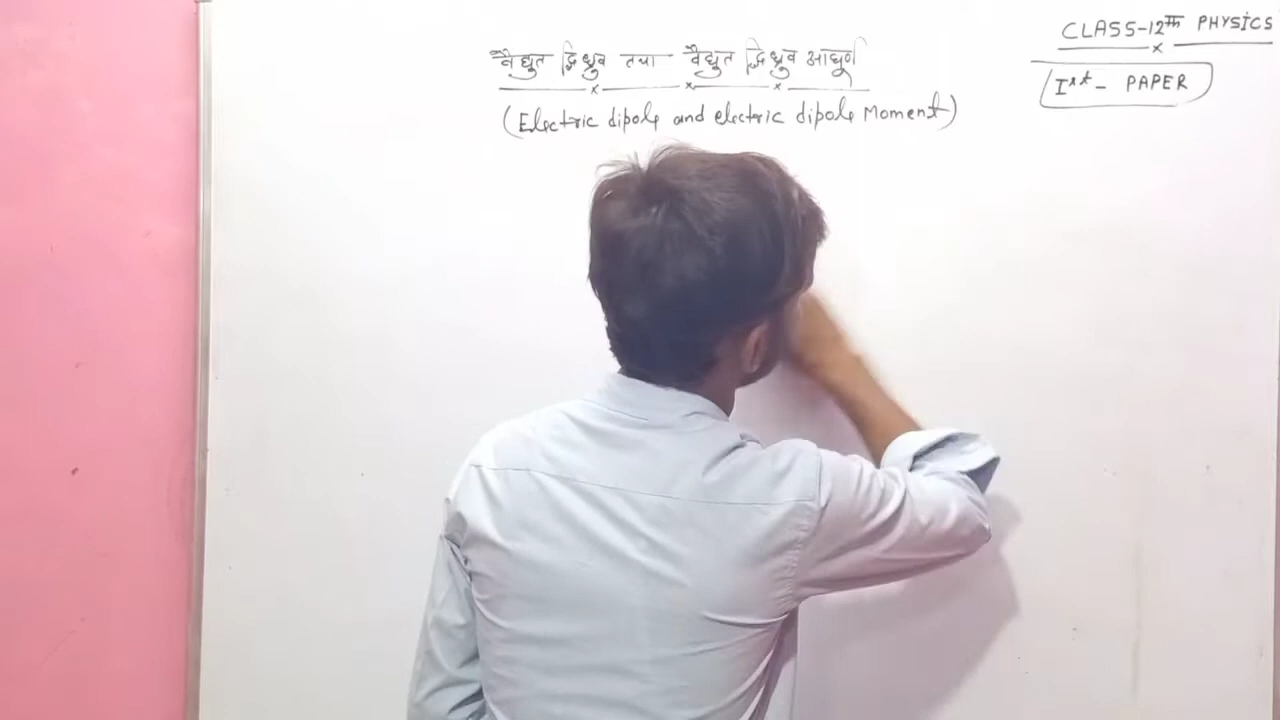 CLASS-12TH PHYSICS
Ist - PAPER
वैद्युत द्विध्रुव तथा वैद्युत द्विध्रुव आघूर्ण
(Electric dipole and electric dipole Moment)